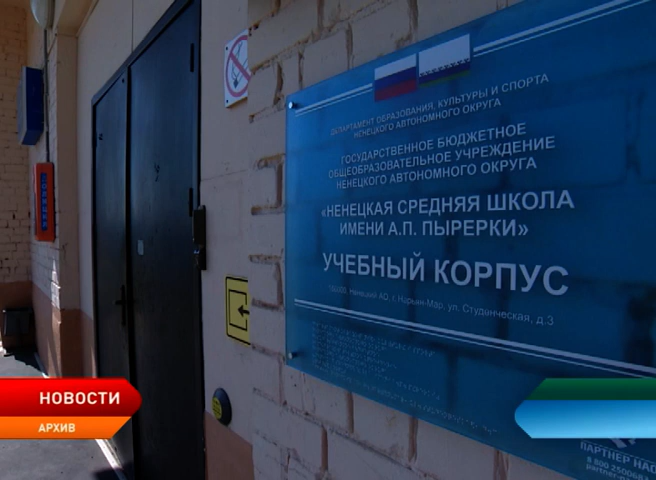 ДЕПАРТАМЕНТ ОБРАЗОВАНИЯ, КУЛЬТУРЫ И СПОРТА
НЕНЕЦКОГО АВТОНОМНОГО ОКРУГА
ГОСУДАРСТВЕННОЕ БЮДЖЕТНОЕ
ОБЩЕОБРАЗОВАТЕЛЬНОЕ УЧРЕЖДЕНИЕ
НЕНЕЦКОГО АВТОНОМНОГО ОКРУГА
«НЕНЕЦКАЯ СРЕДНЯЯ ШКОЛА
ИМЕНИ А.П. ПЫРЕРКИ»
УЧЕБНЫЙ КОРПУС
Ненецкий АО, г. Нарьян-Мар, ул. Студенческая, д.3
НОВОСТИ
АРХИВ
ПАРТНЕР НАО